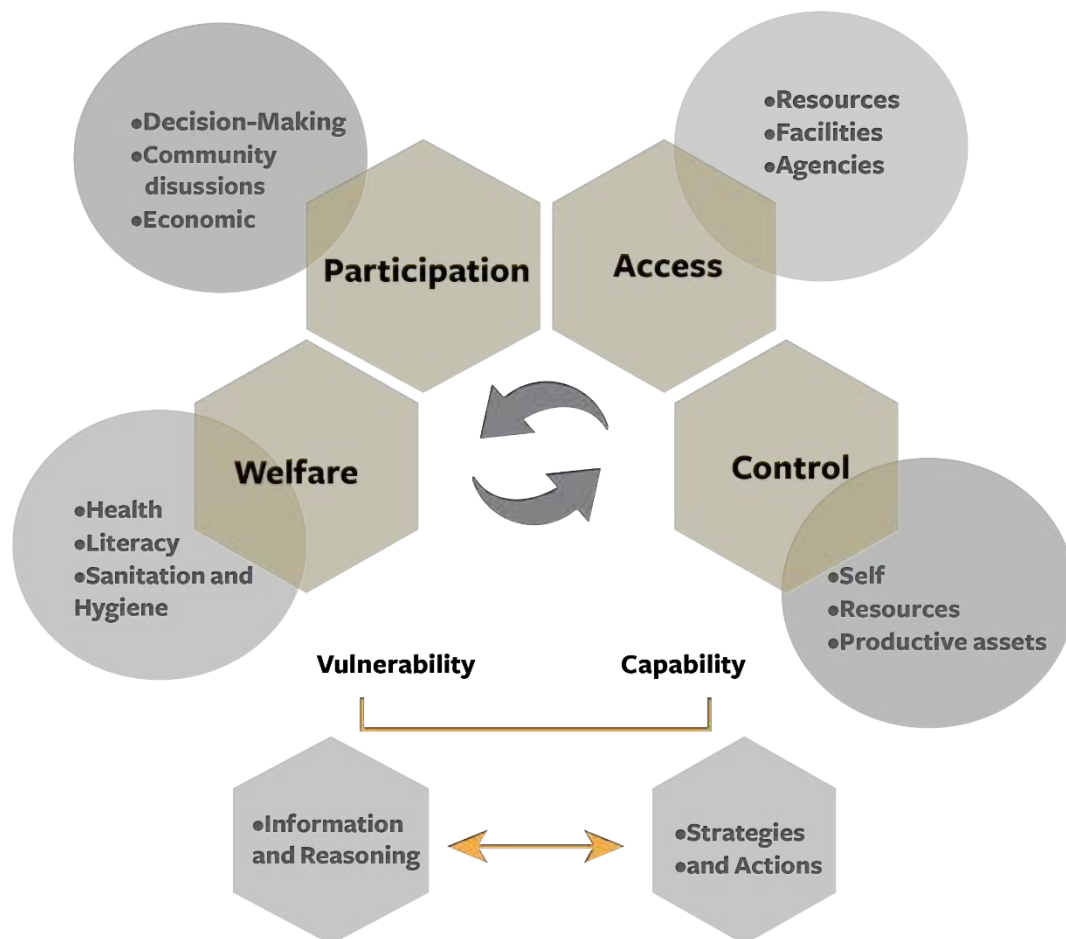 •Decision-Making
•Community
disussions
•Economic
•Resources
•Facilities
•Agencies
Participation
Access
Welfare
Control
•Health
•Literacy
•Sanitation and
Hygiene
•Self
•Resources
•Productive assets
Vulnerability
Capability
•Information
and Reasoning
•Strategies
•and Actions